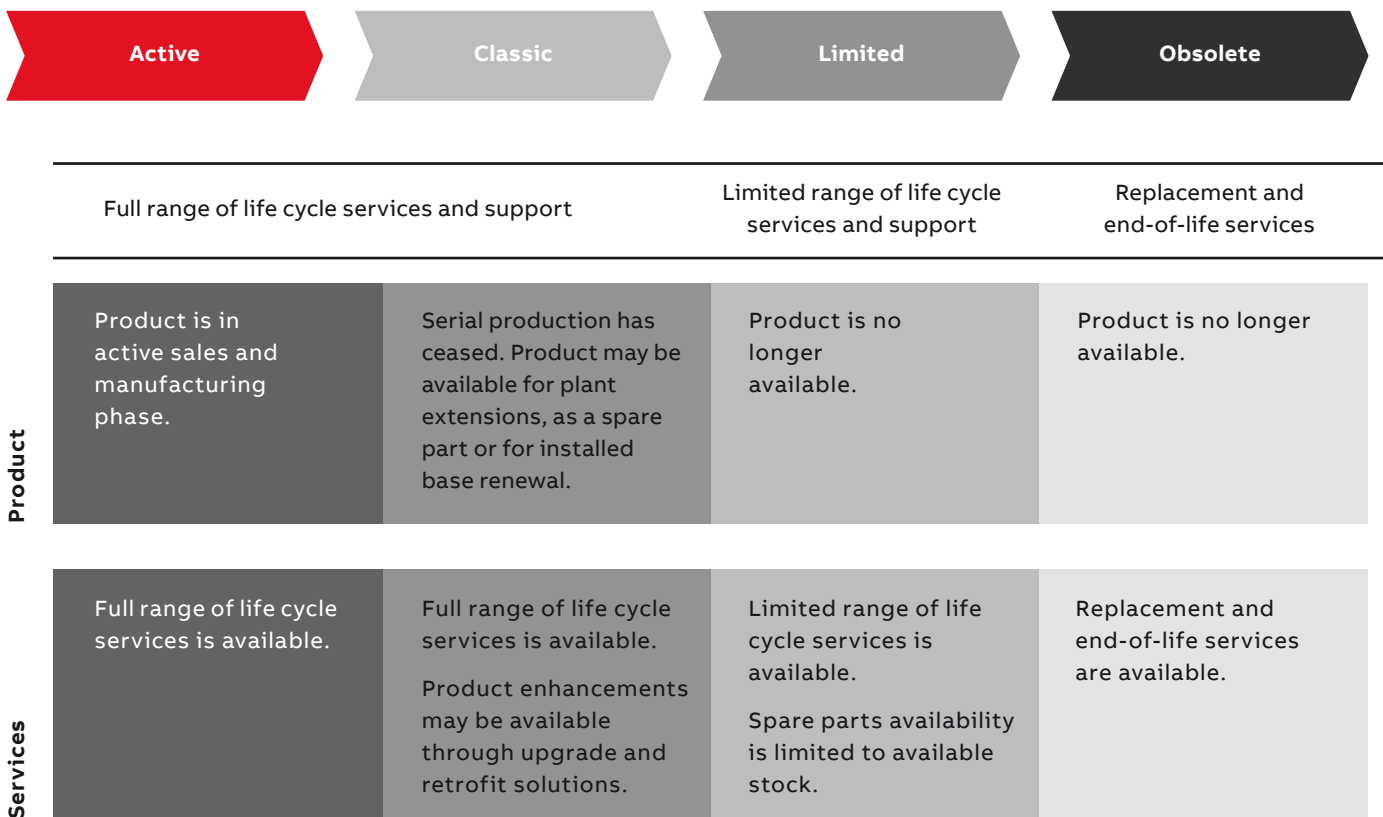 Active
Classic
Limited
Obsolete
Full range of life cycle services and support
Limited range of life cycle
services and support
Replacement and
end-of-life services
Product
Product is in
active sales and
manufacturing
phase.
Serial production has
ceased. Product may be
available for plant
extensions, as a spare
part or for installed
base renewal.
Product is no
longer
available.
Product is no longer
available.
Services
Full range of life cycle
services is available.
Full range of life cycle
services is available.
Product enhancements
may be available
through upgrade and
retrofit solutions.
Limited range of life
cycle services is
available.
Spare parts availability
is limited to available
stock.
Replacement and
end-of-life services
are available.